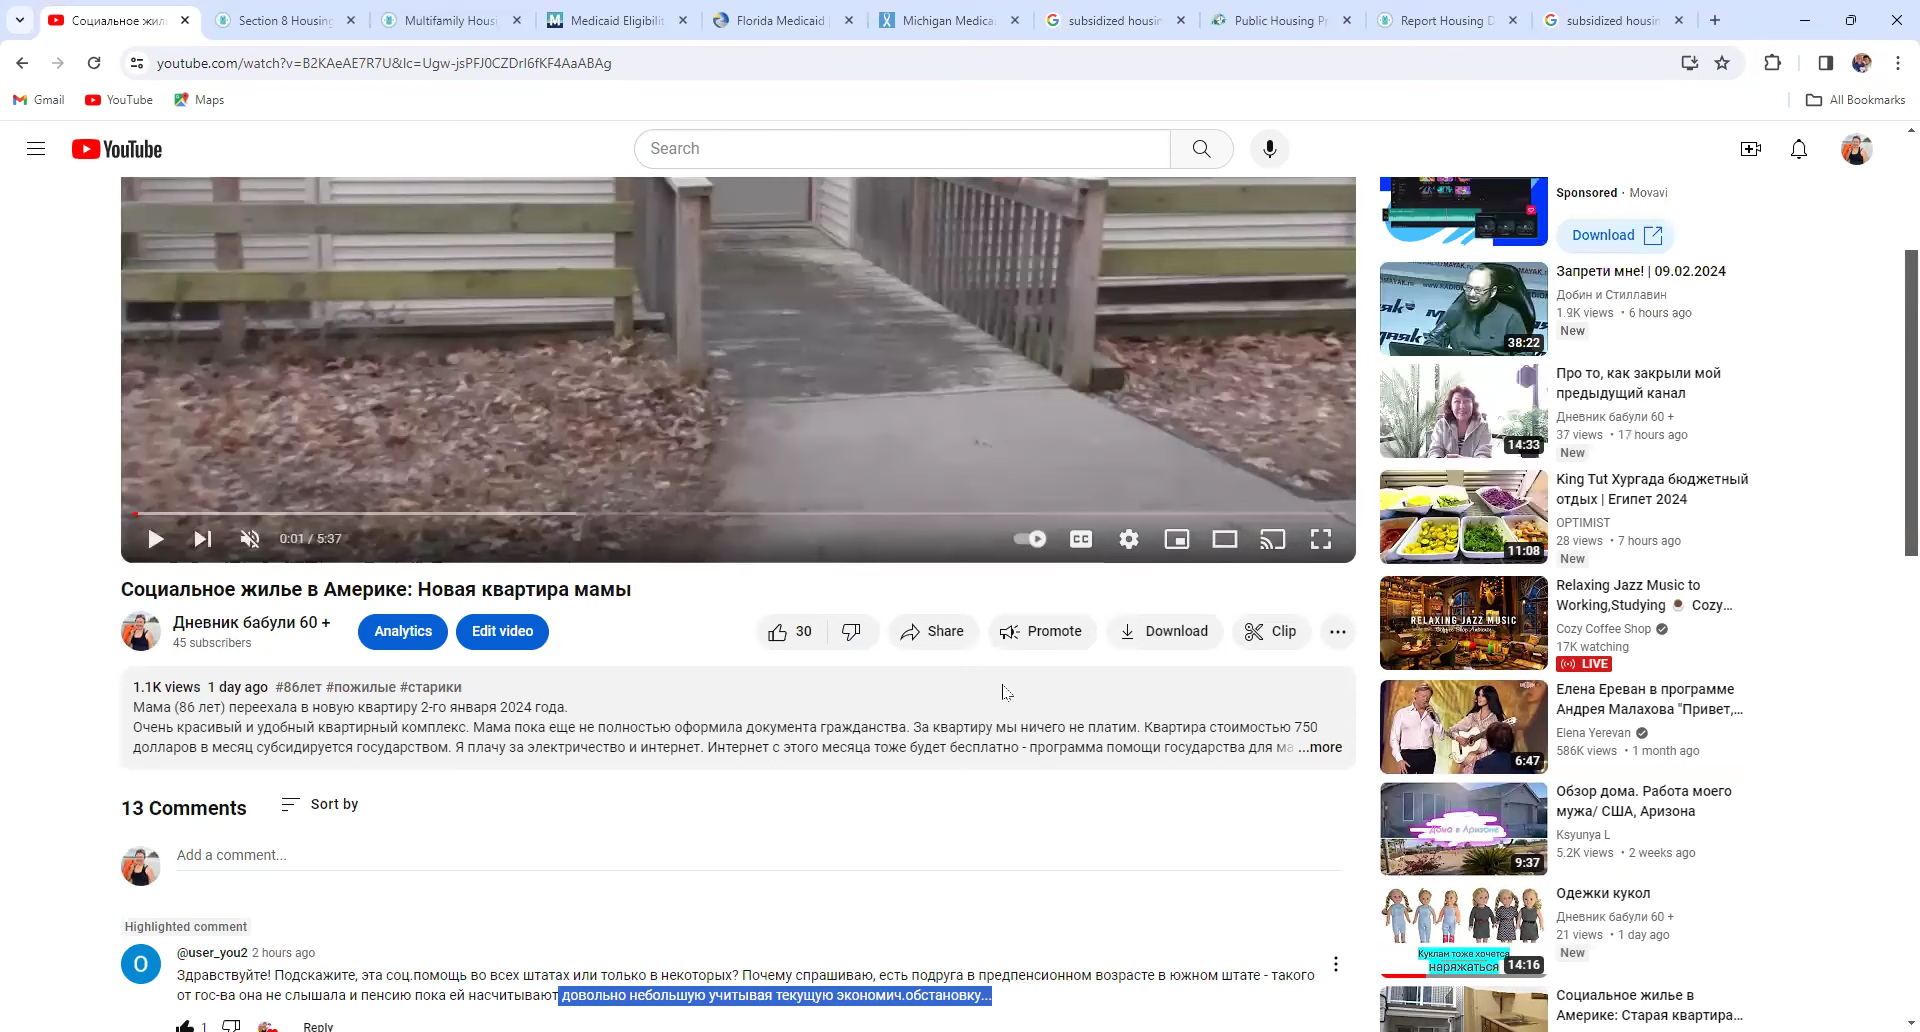 Социальное жил
Section 8 Housing
Multifamily Housi
Medicaid Eligibilit
Florida Medicaid
Michigan Medica
subsidized housin
Public Housing Pr
Report Housing D
subsidized housin
youtube.com/watch?v=B2KAeAE7R7U&lc=Ugw-jsPFJ0CZDrI6fKF4AaABAg
Gmail
YouTube
Maps
All Bookmarks
YouTube
Search
0:01 / 5:37
CC
Социальное жилье в Америке: Новая квартира мамы
Дневник бабули 60 +
45 subscribers
Analytics
Edit video
30
Share
Promote
Download
Clip
1.1K views 1 day ago #86лет #пожилые #старики
Мама (86 лет) переехала в новую квартиру 2-го января 2024 года.
Очень красивый и удобный квартирный комплекс. Мама пока еще не полностью оформила документа гражданства. За квартиру мы ничего не платим. Квартира стоимостью 750
долларов в месяц субсидируется государством. Я плачу за электричество и интернет. Интернет с этого месяца тоже будет бесплатно - программа помощи государства для ма ...more
13 Comments
Sort by
Add a comment...
Highlighted comment
O
@user_you2 2 hours ago
Здравствуйте! Подскажите, эта соц.помощь во всех штатах или только в некоторых? Почему спрашиваю, есть подруга в предпенсионном возрасте в южном штате - такого
от гос-ва она не слышала и пенсию пока ей насчитывают довольно небольшую учитывая текущую экономич.обстановку...
1
Reply
Sponsored · Movavi
Download
Запрети мне! | 09.02.2024
Добин и Стиллавин
1.9K views • 6 hours ago
New
38:22
Про то, как закрыли мой
предыдущий канал
Дневник бабули 60 +
37 views • 17 hours ago
New
14:33
King Tut Хургада бюджетный
отдых | Египет 2024
OPTIMIST
28 views • 7 hours ago
New
11:08
Relaxing Jazz Music to
Working,Studying ☕ Cozy...
Cozy Coffee Shop
17K watching
LIVE
RELAXING JAZZ MUSIC
Елена Ереван в программе
Андрея Малахова "Привет,...
Elena Yerevan
586K views • 1 month ago
6:47
Обзор дома. Работа моего
мужа/ США, Аризона
Ksyunya L
5.2K views • 2 weeks ago
Дома в Аризоне
9:37
Одежки кукол
Дневник бабули 60 +
21 views • 1 day ago
New
Куклам тоже хочется
наряжаться
14:16
Социальное жилье в
Америке: Старая квартира...